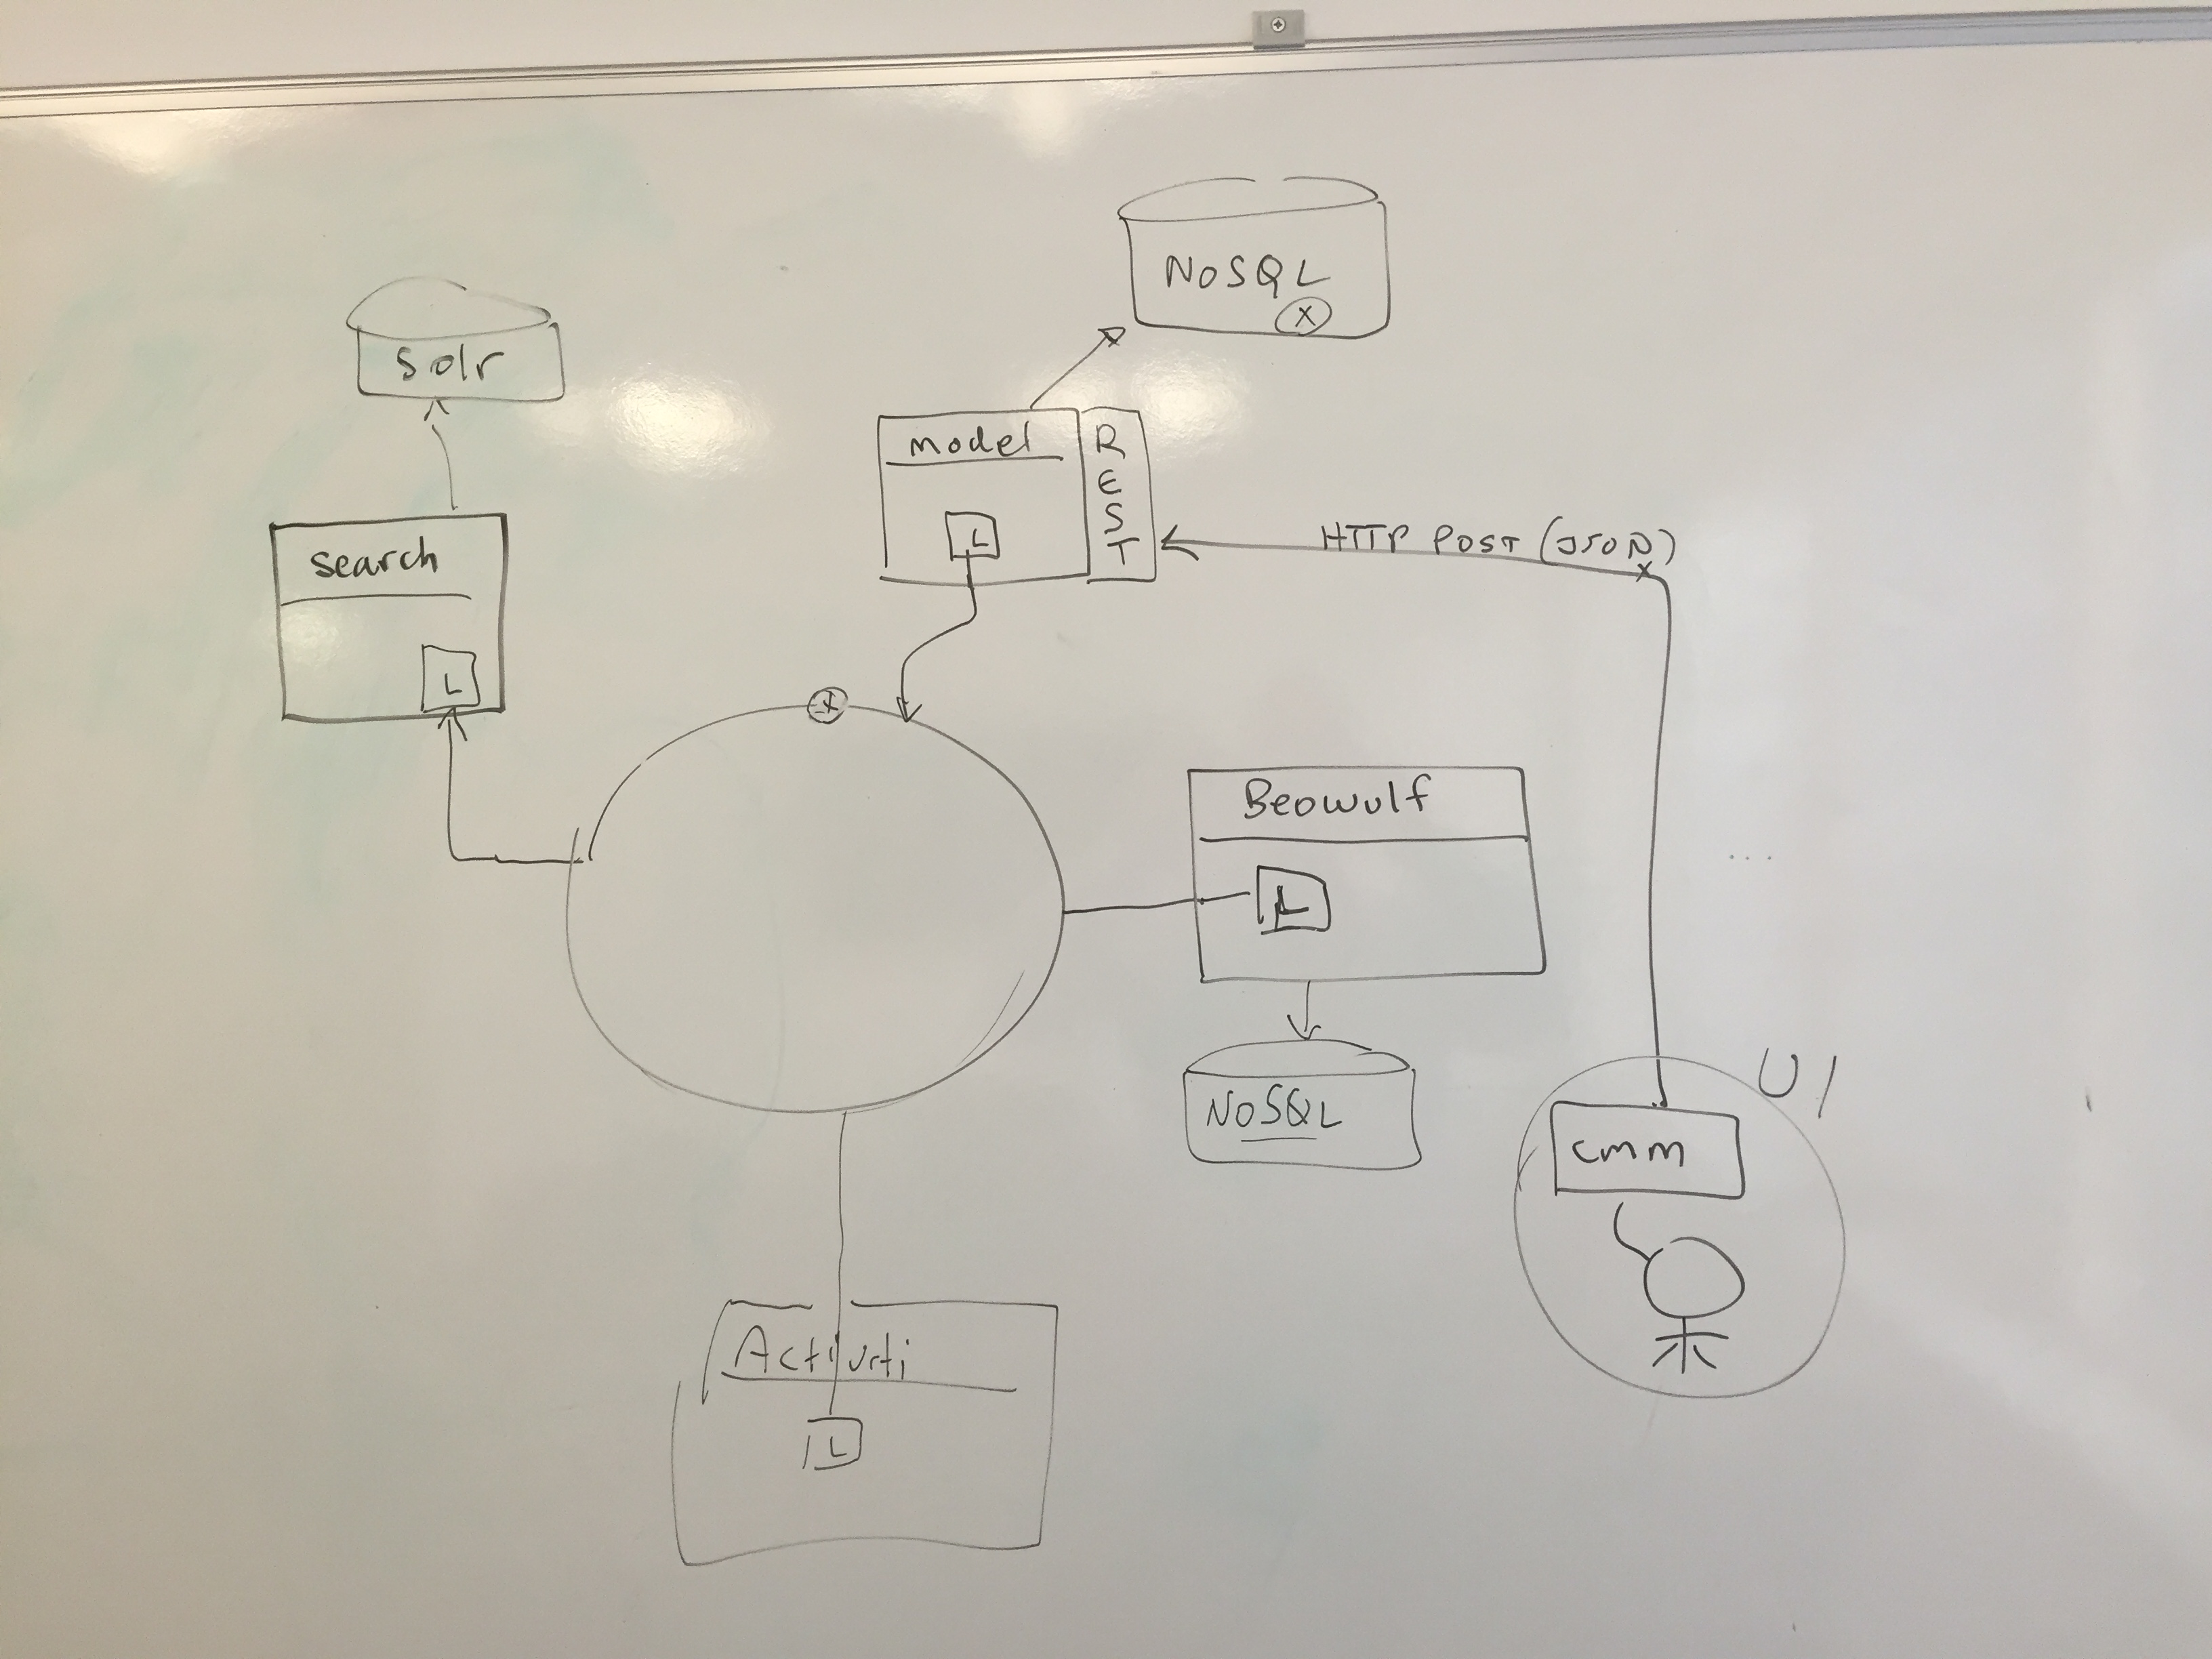 NoSQL
X
Solr
model
REST
L
HTTP POST (JSON)
x
search
L
x
Beowulf
L
NoSQL
UI
cmm
Activiti
L